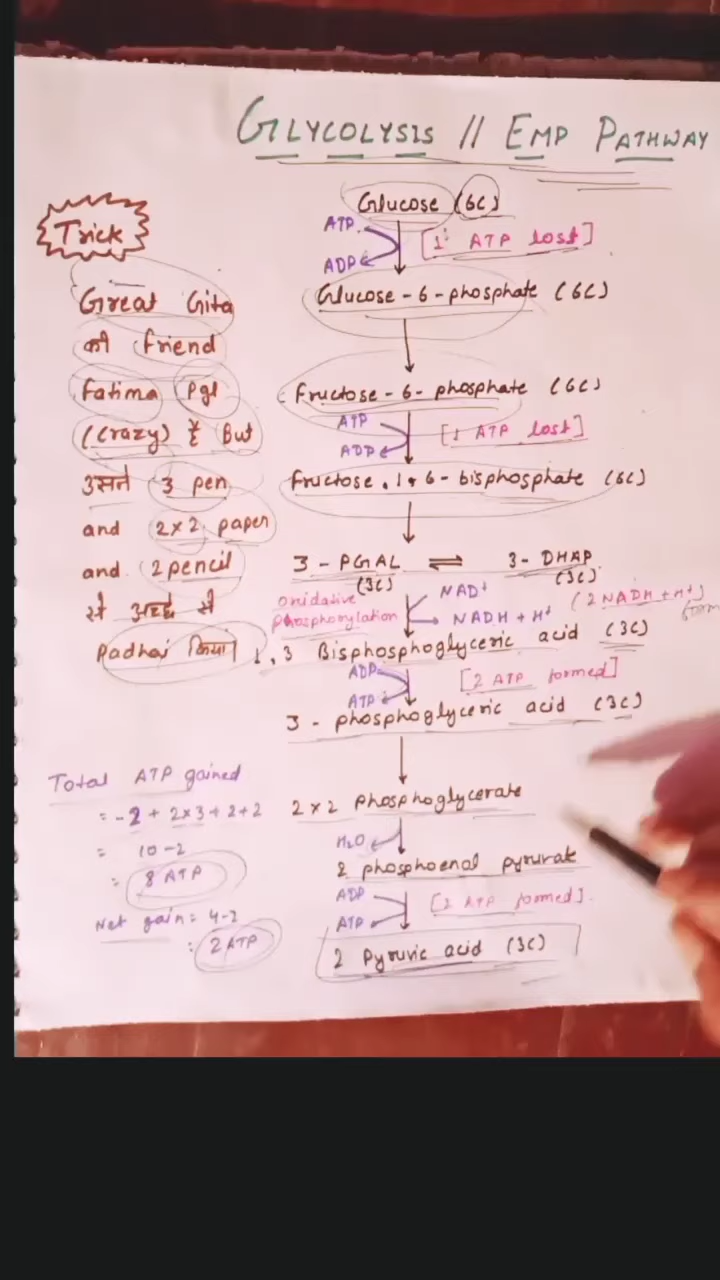 GLYCOLYSIS // EMP PATHWAY
Trick
Great Gita
की friend
Fatima Pgl
(Crazy) है But
उसने 3 pen
and 2x2 paper
and 2 pencil
से अच्छे से
Padhai किया
Glucose (6C)
ATP
ADP
[1 ATP lost]
Glucose - 6 - phosphate (6C)
Fructose - 6 - phosphate (6C)
ATP
ADP
[1 ATP lost]
Fructose, 1, 6 - bisphosphate (6C)
3 - PGAL ⇌ 3 - DHAP
(3C) (3C)
oxidative
phosphorylation
NAD+
NADH + H+
(2 NADH + H+)
1, 3 Bisphosphoglyceric acid (3C)
ADP
ATP
[2 ATP formed]
3 - phosphoglyceric acid (3C)
2x2 Phosphoglycerate
H2O
2 phosphoenol pyruvate
ADP
ATP
[2 ATP formed].
2 Pyruvic acid (3C)
Total ATP gained
= -2 + 2x3 + 2 + 2
= 10 - 2
= 8 ATP
Net gain = 4 - 2
= 2 ATP